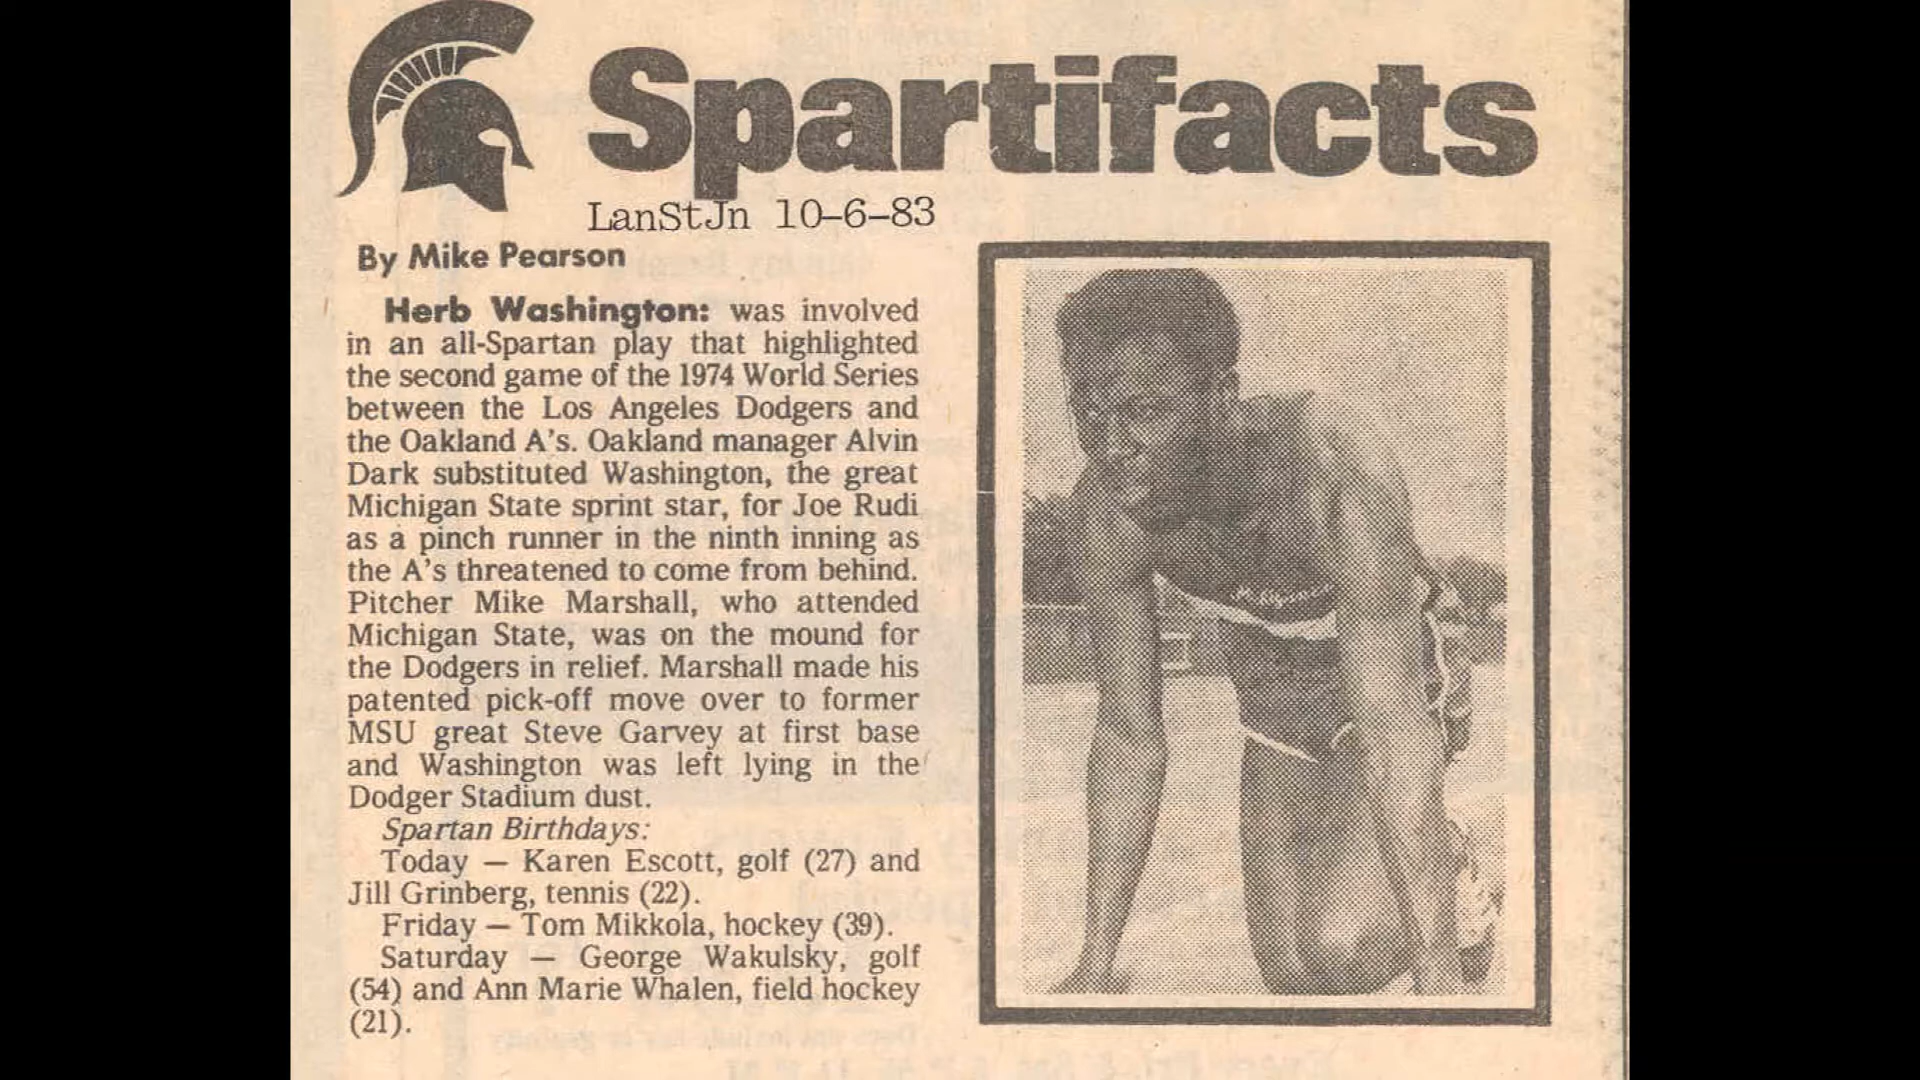 Spartifacts
LanStJn 10-6-83
By Mike Pearson
Herb Washington: was involved
in an all-Spartan play that highlighted
the second game of the 1974 World Series
between the Los Angeles Dodgers and
the Oakland A's. Oakland manager Alvin
Dark substituted Washington, the great
Michigan State sprint star, for Joe Rudi
as a pinch runner in the ninth inning as
the A's threatened to come from behind.
Pitcher Mike Marshall, who attended
Michigan State, was on the mound for
the Dodgers in relief. Marshall made his
patented pick-off move over to former
MSU great Steve Garvey at first base
and Washington was left lying in the
Dodger Stadium dust.
Spartan Birthdays:
Today — Karen Escott, golf (27) and
Jill Grinberg, tennis (22).
Friday — Tom Mikkola, hockey (39).
Saturday — George Wakulsky, golf
(54) and Ann Marie Whalen, field hockey
(21).